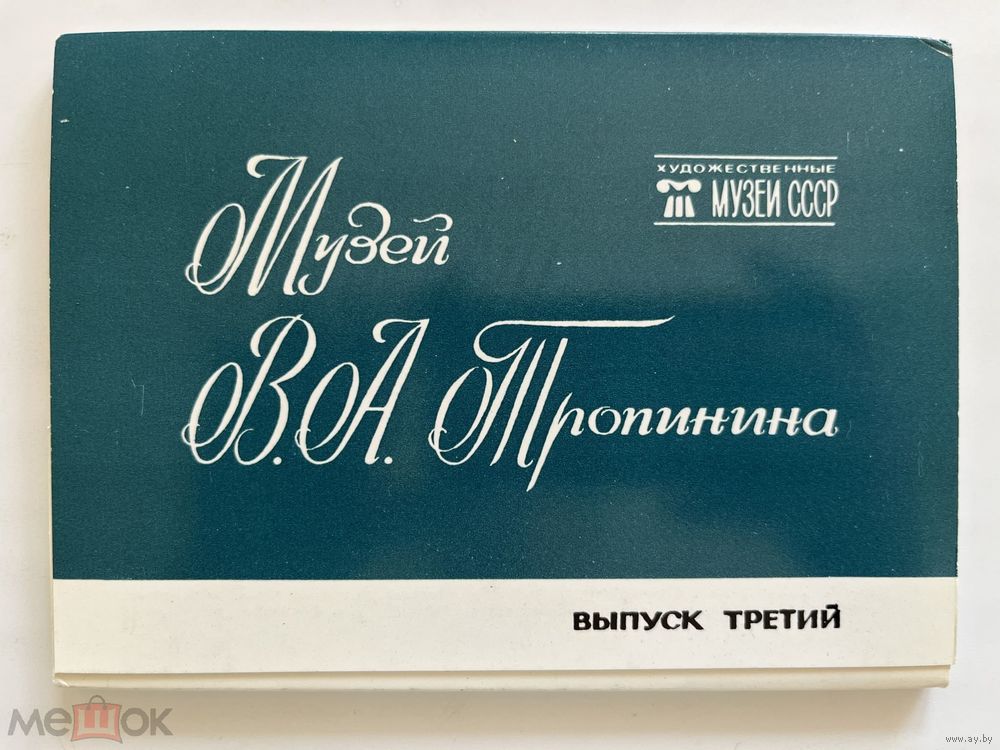 ХУДОЖЕСТВЕННЫЕ
МУЗЕИ СССР
Музей
В.А. Тропинина
ВЫПУСК ТРЕТИЙ
мешок
www.ay.by